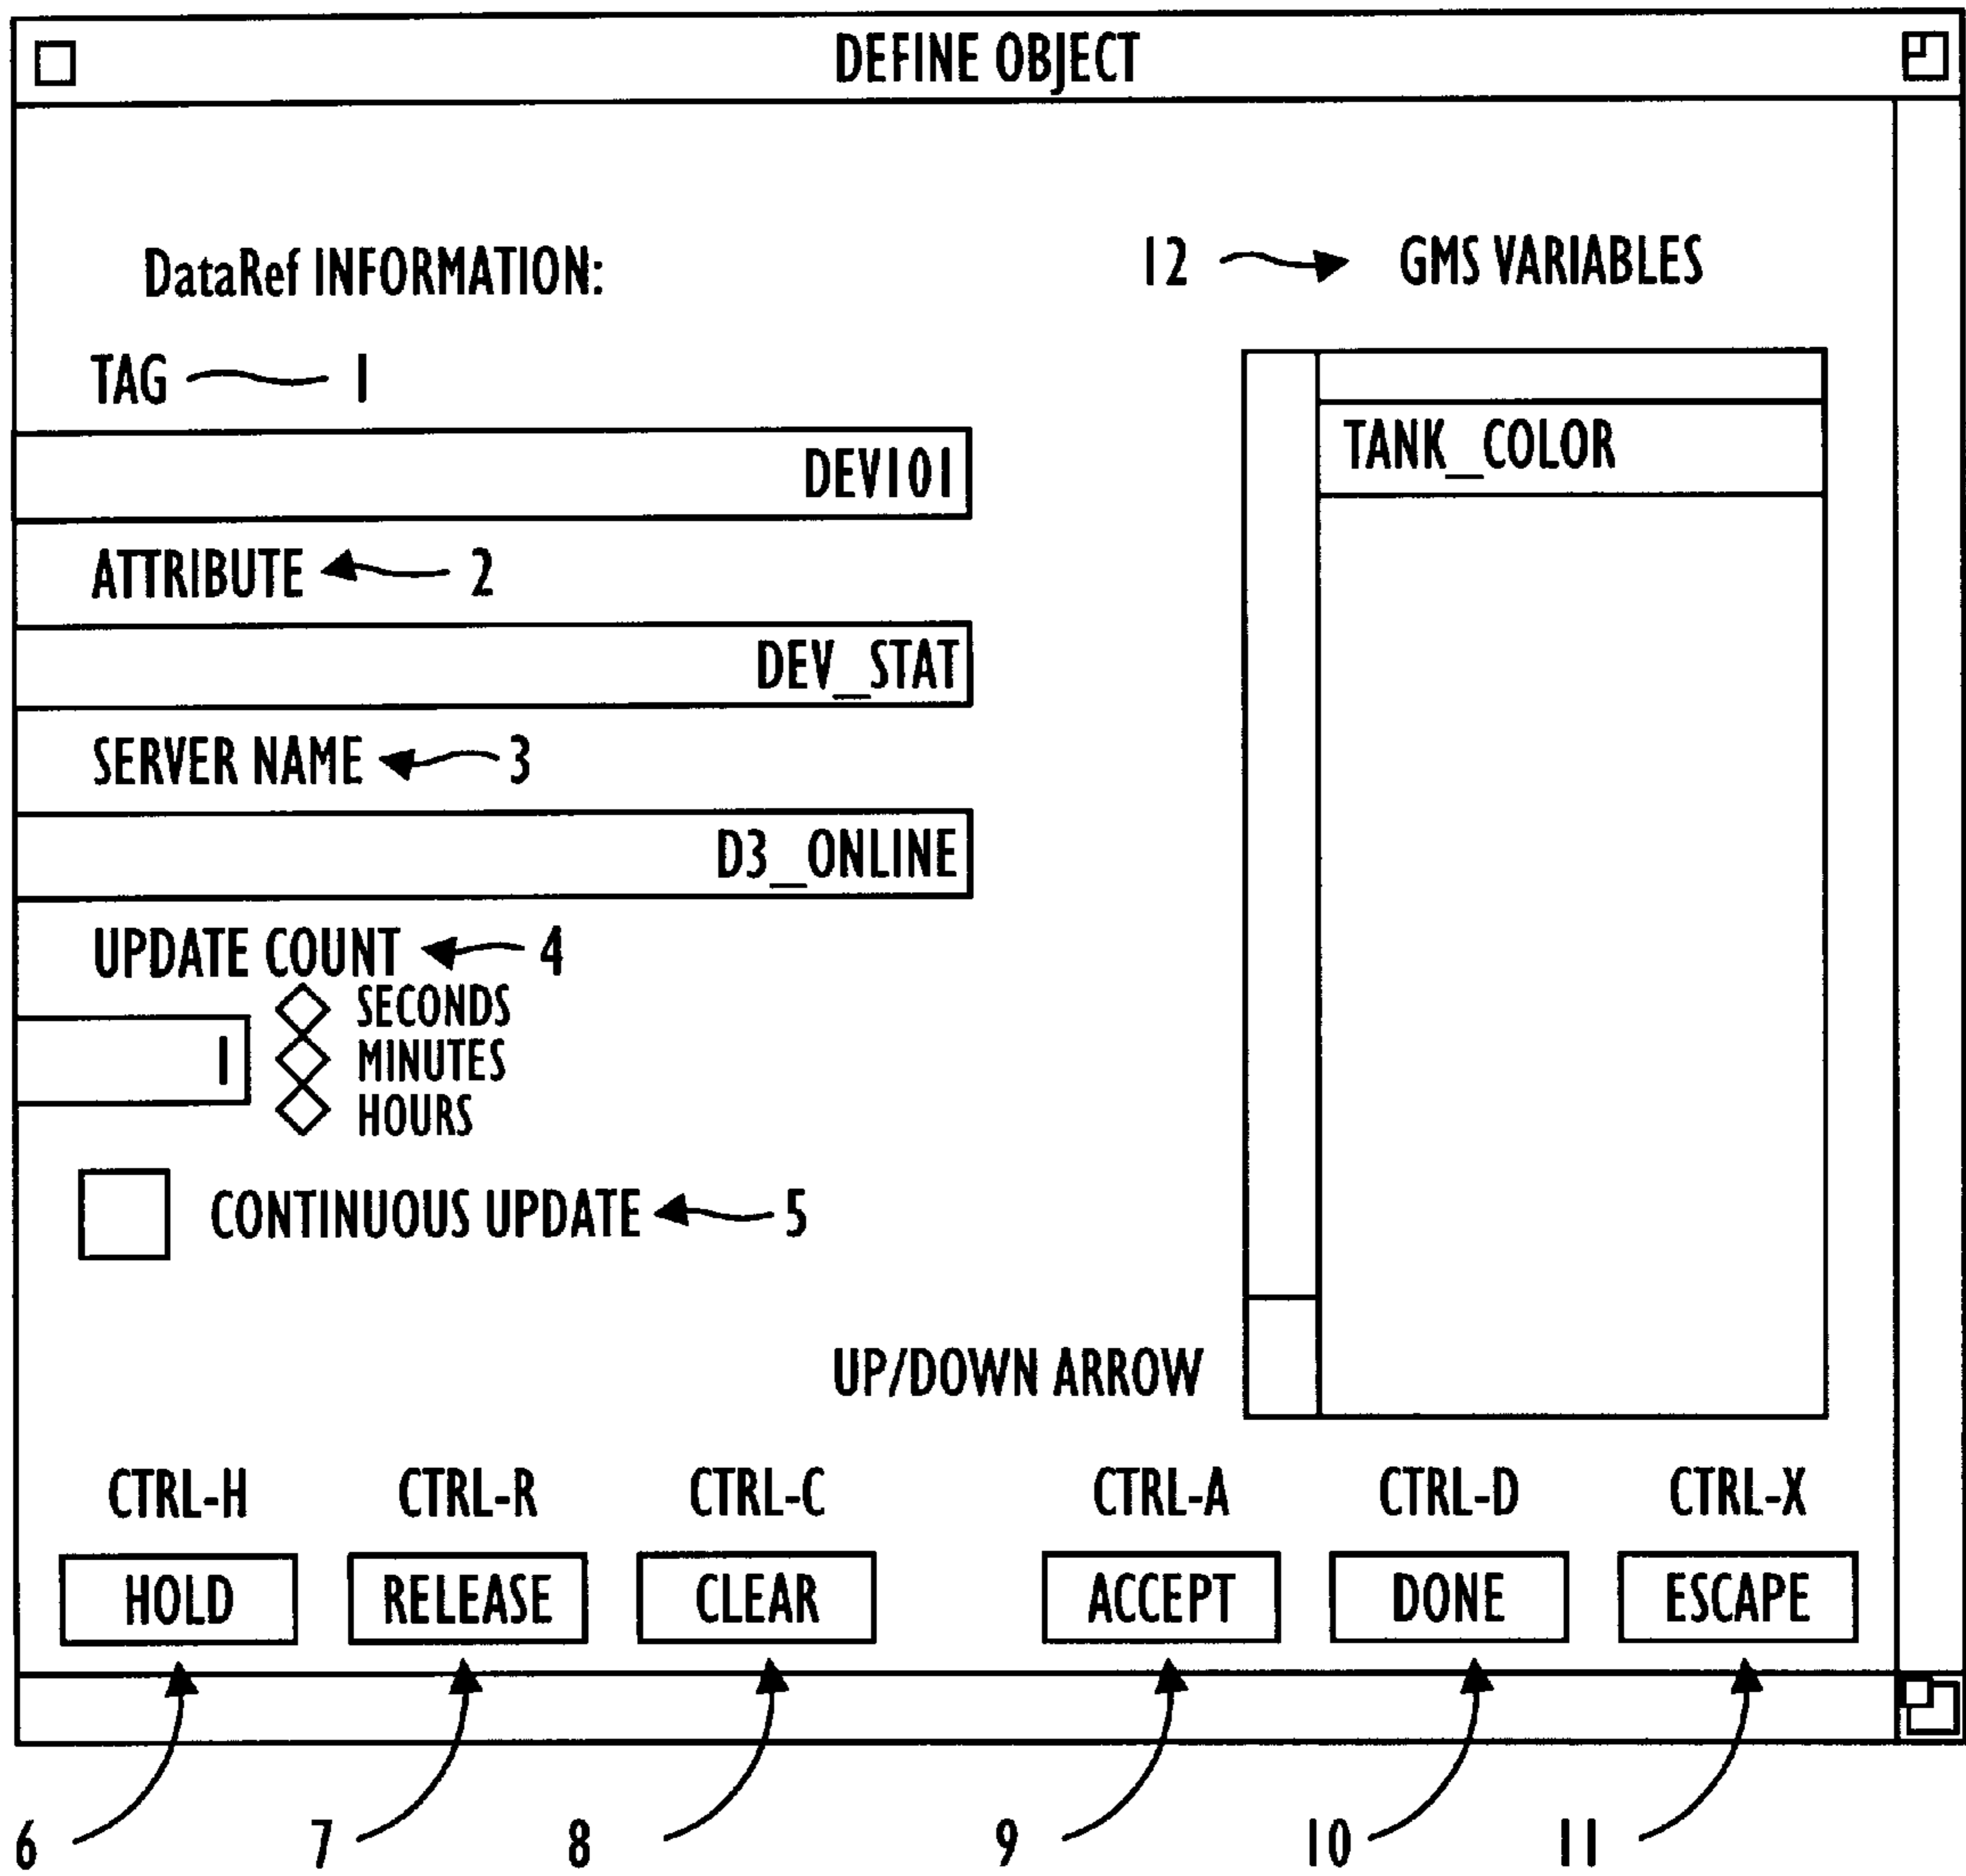 DEFINE OBJECT
DataRef INFORMATION:
12 GMS VARIABLES
TAG 1
DEV101
TANK_COLOR
ATTRIBUTE 2
DEV_STAT
SERVER NAME 3
D3_ONLINE
UPDATE COUNT 4
SECONDS
1 MINUTES
HOURS
CONTINUOUS UPDATE 5
UP/DOWN ARROW
CTRL-H CTRL-R CTRL-C CTRL-A CTRL-D CTRL-X
HOLD RELEASE CLEAR ACCEPT DONE ESCAPE
6 7 8 9 10 11